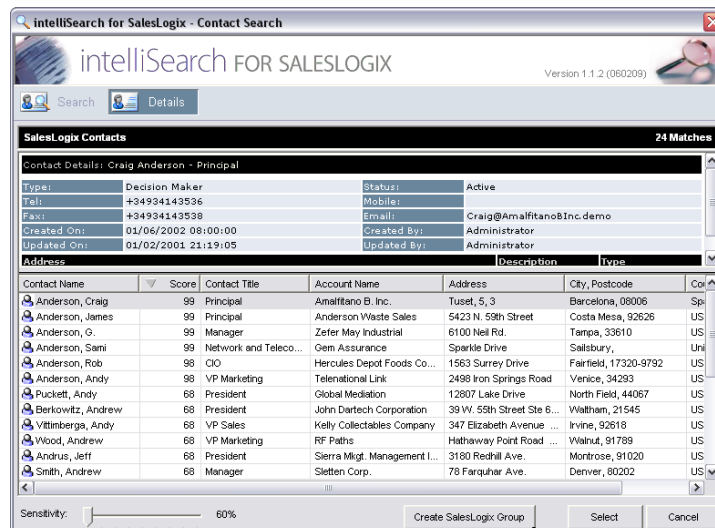 intelliSearch for SalesLogix - Contact Search
intelliSearch FOR SALESLOGIX
Version 1.1.2 (060209)
Search Details
SalesLogix Contacts 24 Matches
Contact Details: Craig Anderson - Principal
Type: Decision Maker Status: Active
Tel: +34934143536 Mobile:
Fax: +34934143538 Email: Craig@AmalfitanoBInc.demo
Created On: 01/06/2002 08:00:00 Created By: Administrator
Updated On: 01/02/2001 21:19:05 Updated By: Administrator
Address Description Type
Contact Name Score Contact Title Account Name Address City, Postcode Co
Anderson, Craig 99 Principal Amalfitano B. Inc. Tuset, 5, 3 Barcelona, 08006 Sp
Anderson, James 99 Principal Anderson Waste Sales 5423 N. 59th Street Costa Mesa, 92626 US
Anderson, G. 99 Manager Zefer May Industrial 6100 Neil Rd. Tampa, 33610 US
Anderson, Sami 99 Network and Teleco... Gem Assurance Sparkle Drive Sailsbury, Uni
Anderson, Rob 98 CIO Hercules Depot Foods Co... 1563 Surrey Drive Fairfield, 17320-9792 US
Anderson, Andy 98 VP Marketing Telenational Link 2498 Iron Springs Road Venice, 34293 US
Puckett, Andy 68 President Global Mediation 12807 Lake Drive North Field, 44067 US
Berkowitz, Andrew 68 President John Dartech Corporation 39 W. 55th Street Ste 6... Waltham, 21545 US
Vittimberga, Andy 68 VP Sales Kelly Collectables Company 347 Elizabeth Avenue ... Irvine, 92618 US
Wood, Andrew 68 VP Marketing RF Paths Hathaway Point Road ... Walnut, 91789 US
Andrus, Jeff 68 President Sierra Mkgt. Management I... 3180 Redhill Ave. Montrose, 91020 US
Smith, Andrew 68 Manager Sletten Corp. 78 Farquhar Ave. Denver, 80202 US
Sensitivity: 60% Create SalesLogix Group Select Cancel